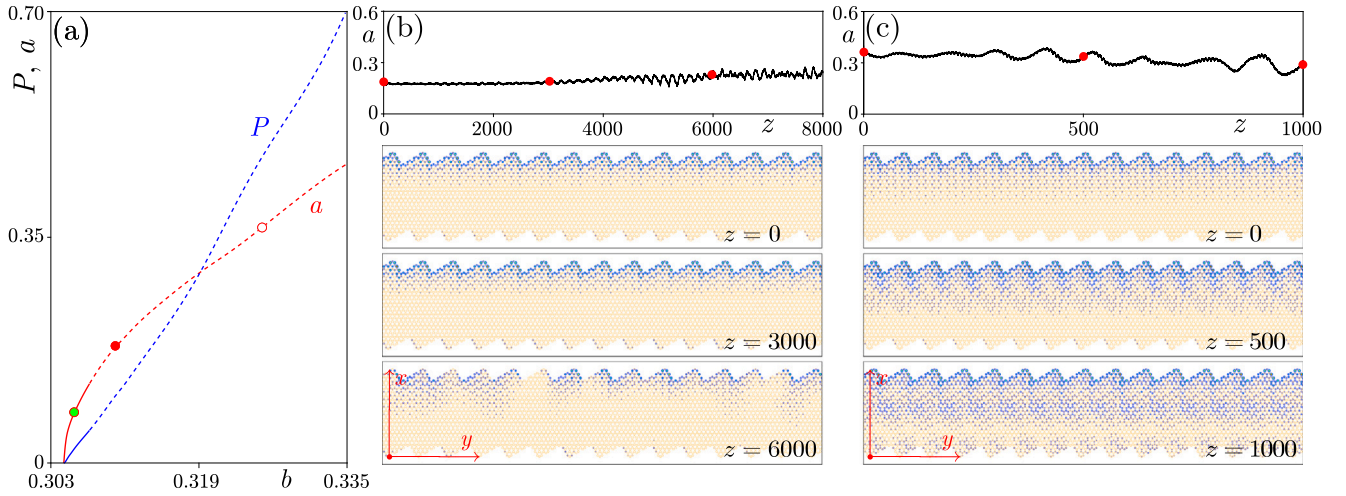 (a)
P, a
0.70
0.35
0
0.303
0.319
b
0.335
P
a
(b)
a
0.6
0.3
0
0
2000
4000
6000
z
8000
z = 0
z = 3000
x
y
z = 6000
(c)
a
0.6
0.3
0
0
500
z
1000
z = 0
z = 500
x
y
z = 1000